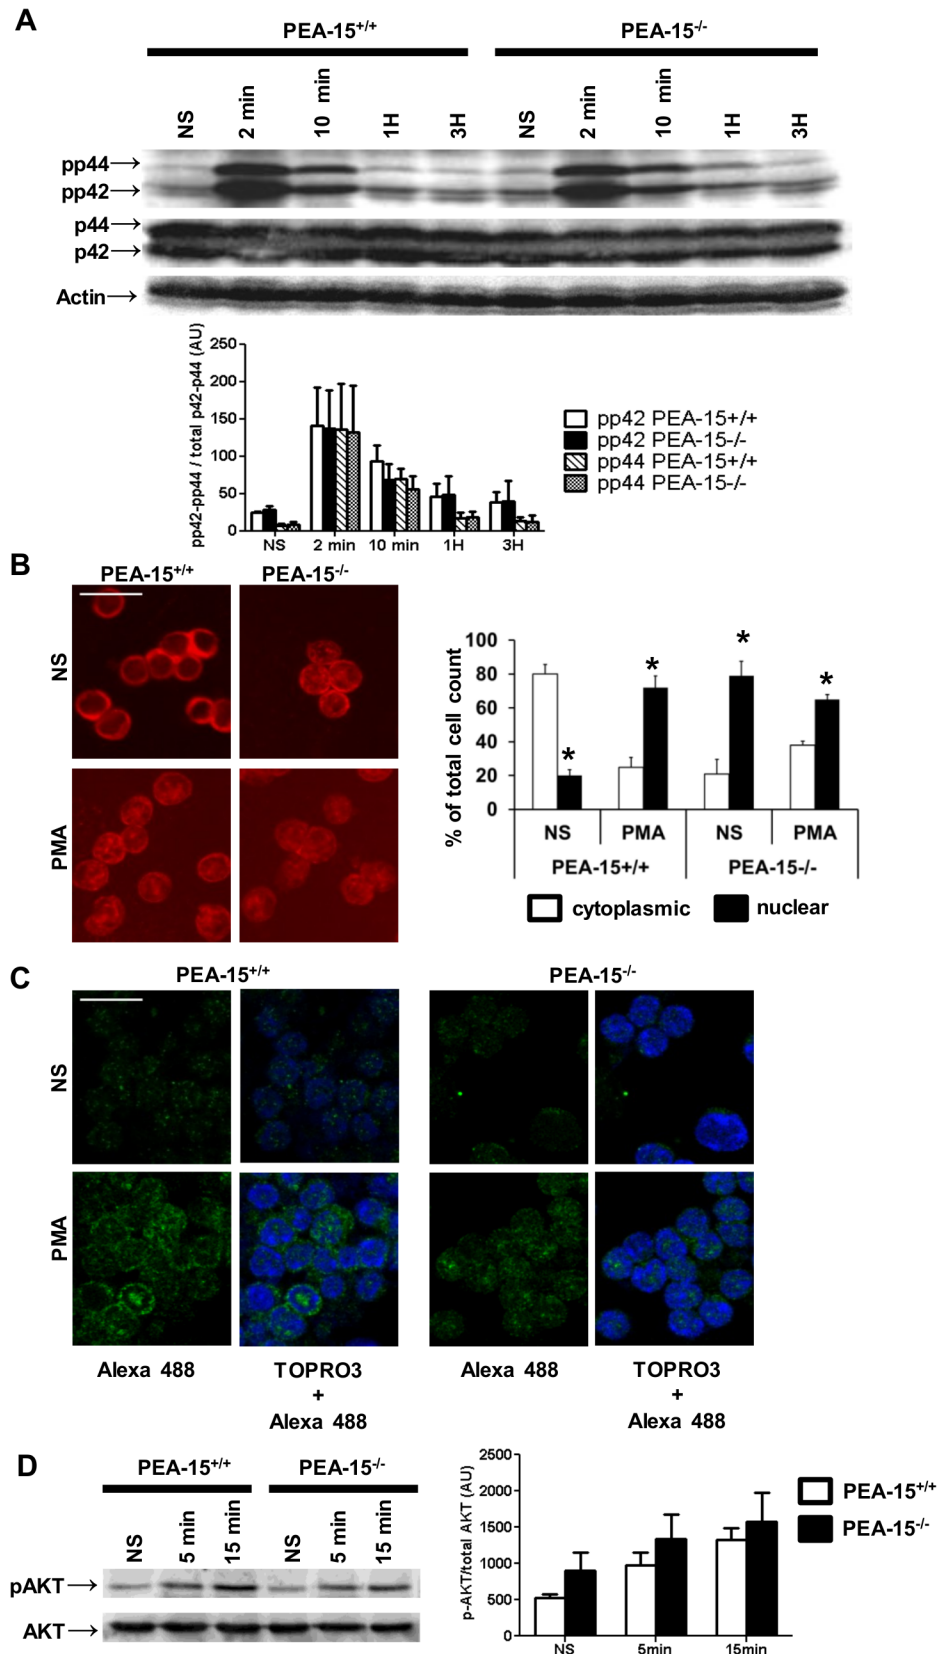 A
PEA-15+/+ PEA-15-/-
NS 2 min 10 min 1H 3H NS 2 min 10 min 1H 3H
pp44→
pp42→
p44→
p42→
Actin→
pp42-pp44 / total p42-p44 (AU)
250
200
150
100
50
0
NS 2 min 10 min 1H 3H
pp42 PEA-15+/+
pp42 PEA-15-/-
pp44 PEA-15+/+
pp44 PEA-15-/-
B
PEA-15+/+ PEA-15-/-
NS
PMA
% of total cell count
100
80
60
40
20
0
* * * *
NS PMA NS PMA
PEA-15+/+ PEA-15-/-
cytoplasmic nuclear
C
PEA-15+/+ PEA-15-/-
NS
PMA
Alexa 488 TOPRO3 + Alexa 488 Alexa 488 TOPRO3 + Alexa 488
D
PEA-15+/+ PEA-15-/-
NS 5 min 15 min NS 5 min 15 min
pAKT→
AKT→
p-AKT/total AKT (AU)
2500
2000
1500
1000
500
0
NS 5min 15min
PEA-15+/+
PEA-15-/-